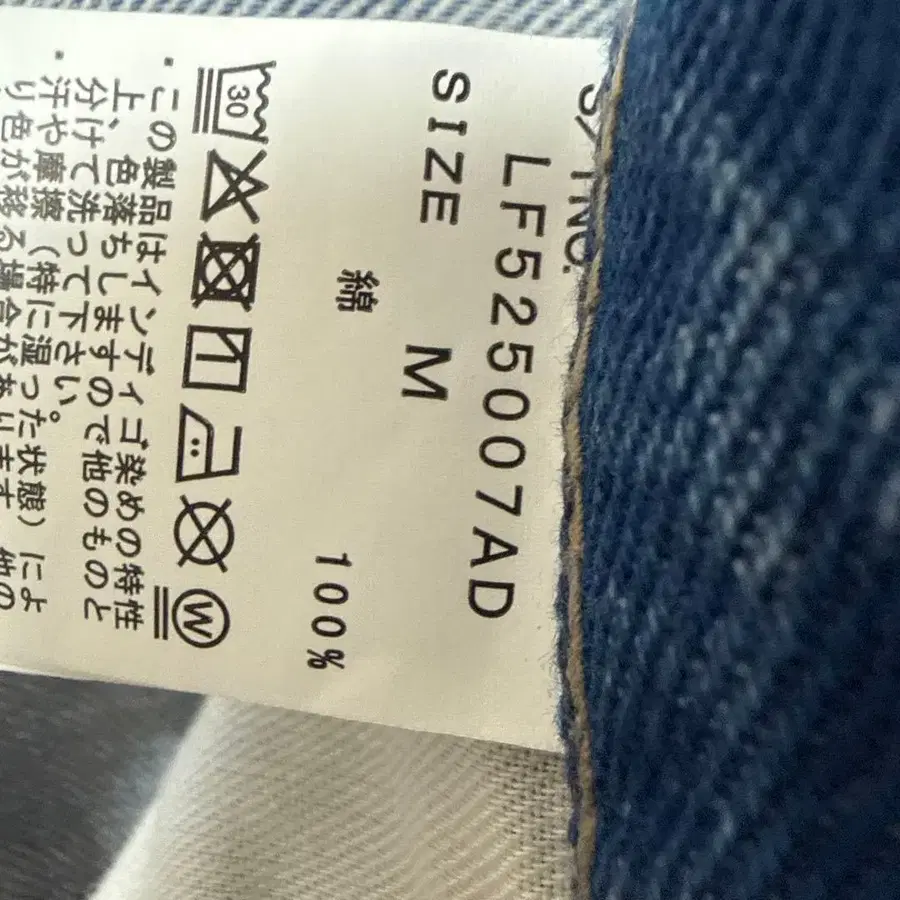 S/T NO.
LF525007AD
SIZE M
綿 100%
30 W
・この製品はインディゴ染めの特性
上、色落ちしますので他のものと
分けて洗って下さい。
・汗や摩擦(特に湿った状態)によ
り色が移る場合があります 他の